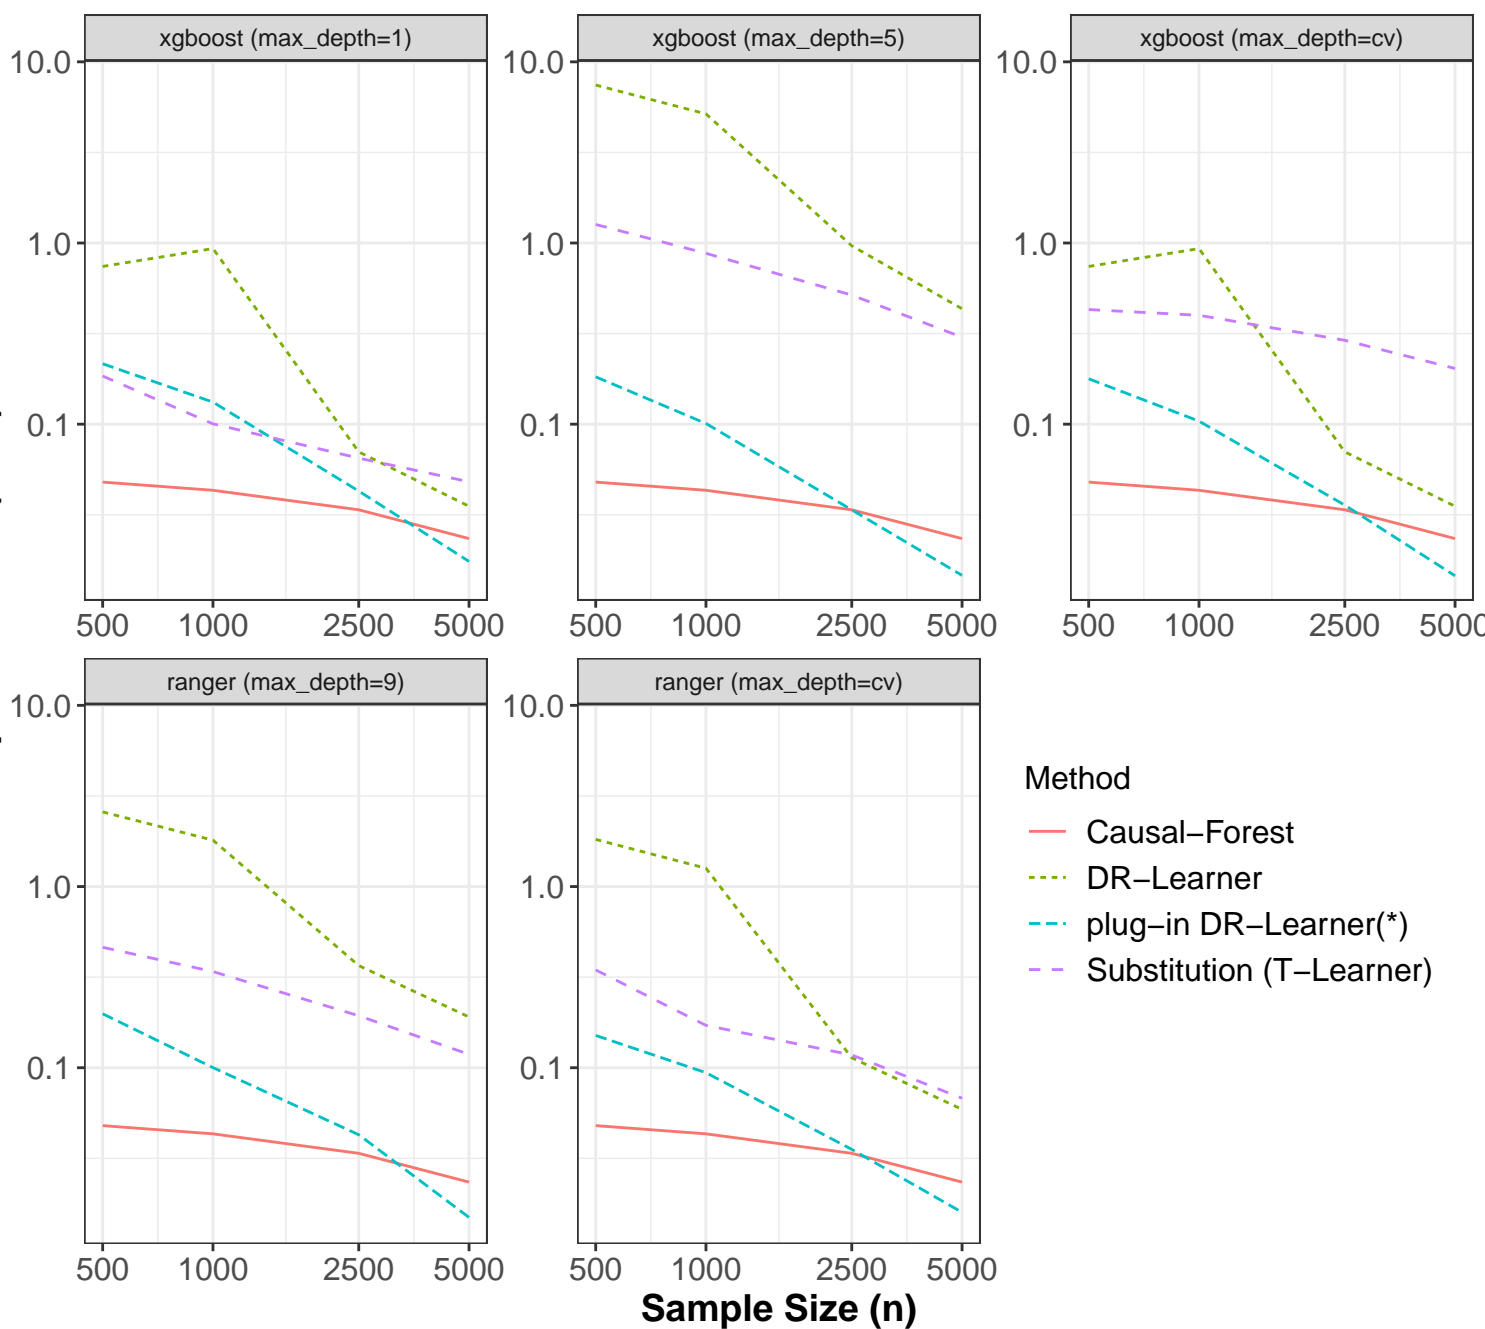 xgboost (max_depth=1)
xgboost (max_depth=5)
xgboost (max_depth=cv)
10.0
1.0
0.1
500 1000 2500 5000
10.0
1.0
0.1
500 1000 2500 5000
10.0
1.0
0.1
500 1000 2500 5000
ranger (max_depth=9)
ranger (max_depth=cv)
10.0
1.0
0.1
500 1000 2500 5000
10.0
1.0
0.1
500 1000 2500 5000
Method
Causal−Forest
DR−Learner
plug−in DR−Learner(*)
Substitution (T−Learner)
Sample Size (n)